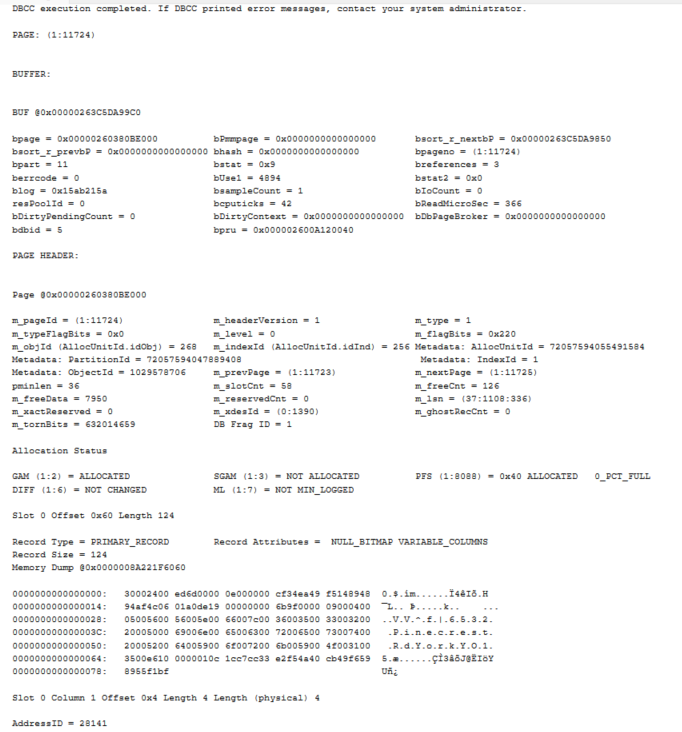 DBCC execution completed. If DBCC printed error messages, contact your system administrator.
PAGE: (1:11724)
BUFFER:
BUF @0x00000263C5DA99C0
bpage = 0x00000260380BE000 bPmmpage = 0x0000000000000000 bsort_r_nextbP = 0x00000263C5DA9850
bsort_r_prevbP = 0x0000000000000000 bhash = 0x0000000000000000 bpageno = (1:11724)
bpart = 11 bstat = 0x9 breferences = 3
berrcode = 0 bUse1 = 4894 bstat2 = 0x0
blog = 0x15ab215a bsampleCount = 1 bIoCount = 0
resPoolId = 0 bcputicks = 42 bReadMicroSec = 366
bDirtyPendingCount = 0 bDirtyContext = 0x0000000000000000 bDbPageBroker = 0x0000000000000000
bdbid = 5 bpru = 0x000002600A120040
PAGE HEADER:
Page @0x00000260380BE000
m_pageId = (1:11724) m_headerVersion = 1 m_type = 1
m_typeFlagBits = 0x0 m_level = 0 m_flagBits = 0x220
m_objId (AllocUnitId.idObj) = 268 m_indexId (AllocUnitId.idInd) = 256 Metadata: AllocUnitId = 72057594055491584
Metadata: PartitionId = 72057594047889408 Metadata: IndexId = 1
Metadata: ObjectId = 1029578706 m_prevPage = (1:11723) m_nextPage = (1:11725)
pminlen = 36 m_slotCnt = 58 m_freeCnt = 126
m_freeData = 7950 m_reservedCnt = 0 m_lsn = (37:1108:336)
m_xactReserved = 0 m_xdesId = (0:1390) m_ghostRecCnt = 0
m_tornBits = 632014659 DB Frag ID = 1
Allocation Status
GAM (1:2) = ALLOCATED SGAM (1:3) = NOT ALLOCATED PFS (1:8088) = 0x40 ALLOCATED 0_PCT_FULL
DIFF (1:6) = NOT CHANGED ML (1:7) = NOT MIN_LOGGED
Slot 0 Offset 0x60 Length 124
Record Type = PRIMARY_RECORD Record Attributes = NULL_BITMAP VARIABLE_COLUMNS
Record Size = 124
Memory Dump @0x0000008A221F6060
0000000000000000: 30002400 ed6d0000 0e000000 cf34ea49 f5148948 0.$.ím......Ï4êIõ.H
0000000000000014: 94af4c06 01a0de19 00000000 6b9f0000 09000400 ¯L.. Þ.....k.. ...
0000000000000028: 05005600 56005e00 66007c00 36003500 33003200 ..V.V.^.f.|.6.5.3.2.
000000000000003C: 20005000 69006e00 65006300 72006500 73007400 .P.i.n.e.c.r.e.s.t.
0000000000000050: 20005200 64005900 6f007200 6b005900 4f003100 .R.d.Y.o.r.k.Y.O.1.
0000000000000064: 3500e610 0000010c 1cc7cc33 e2f54a40 cb49f659 5.æ......ÇÌ3âõJ@ËIöY
0000000000000078: 8955f1bf Uñ¿
Slot 0 Column 1 Offset 0x4 Length 4 Length (physical) 4
AddressID = 28141